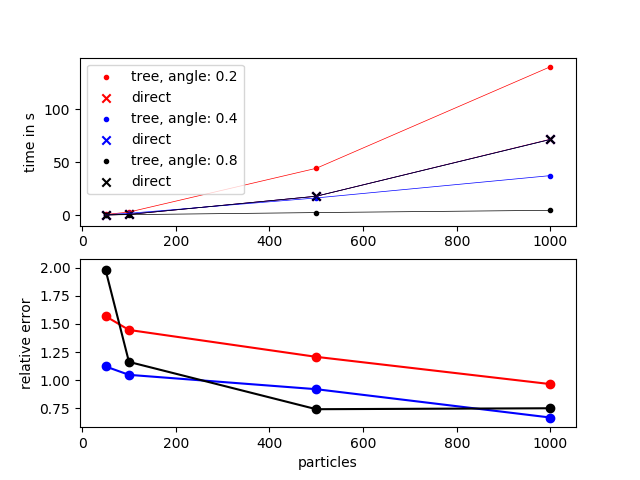 tree, angle: 0.2
direct
tree, angle: 0.4
direct
tree, angle: 0.8
direct
time in s
100
50
0
0
200
400
600
800
1000
relative error
2.00
1.75
1.50
1.25
1.00
0.75
0
200
400
600
800
1000
particles